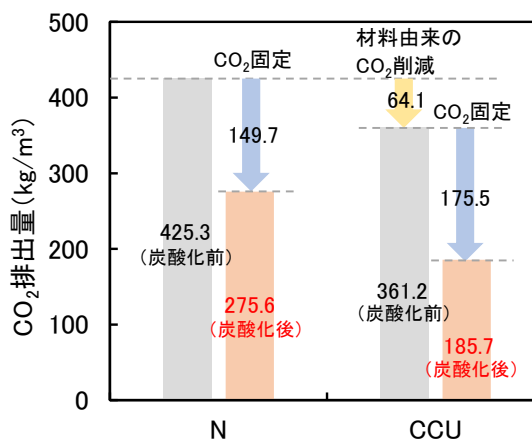 CO₂排出量(kg/m³)
500
400
300
200
100
0
CO₂固定
149.7
425.3
(炭酸化前)
275.6
(炭酸化後)
N
材料由来の
CO₂削減
64.1
CO₂固定
175.5
361.2
(炭酸化前)
185.7
(炭酸化後)
CCU